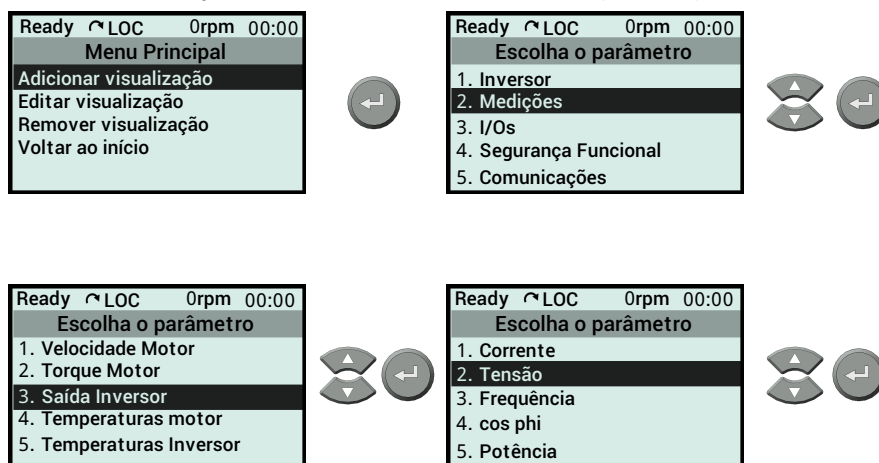 Ready LOC 0rpm 00:00
Menu Principal
Adicionar visualização
Editar visualização
Remover visualização
Voltar ao início
Ready LOC 0rpm 00:00
Escolha o parâmetro
1. Inversor
2. Medições
3. I/Os
4. Segurança Funcional
5. Comunicações
Ready LOC 0rpm 00:00
Escolha o parâmetro
1. Velocidade Motor
2. Torque Motor
3. Saída Inversor
4. Temperaturas motor
5. Temperaturas Inversor
Ready LOC 0rpm 00:00
Escolha o parâmetro
1. Corrente
2. Tensão
3. Frequência
4. cos phi
5. Potência